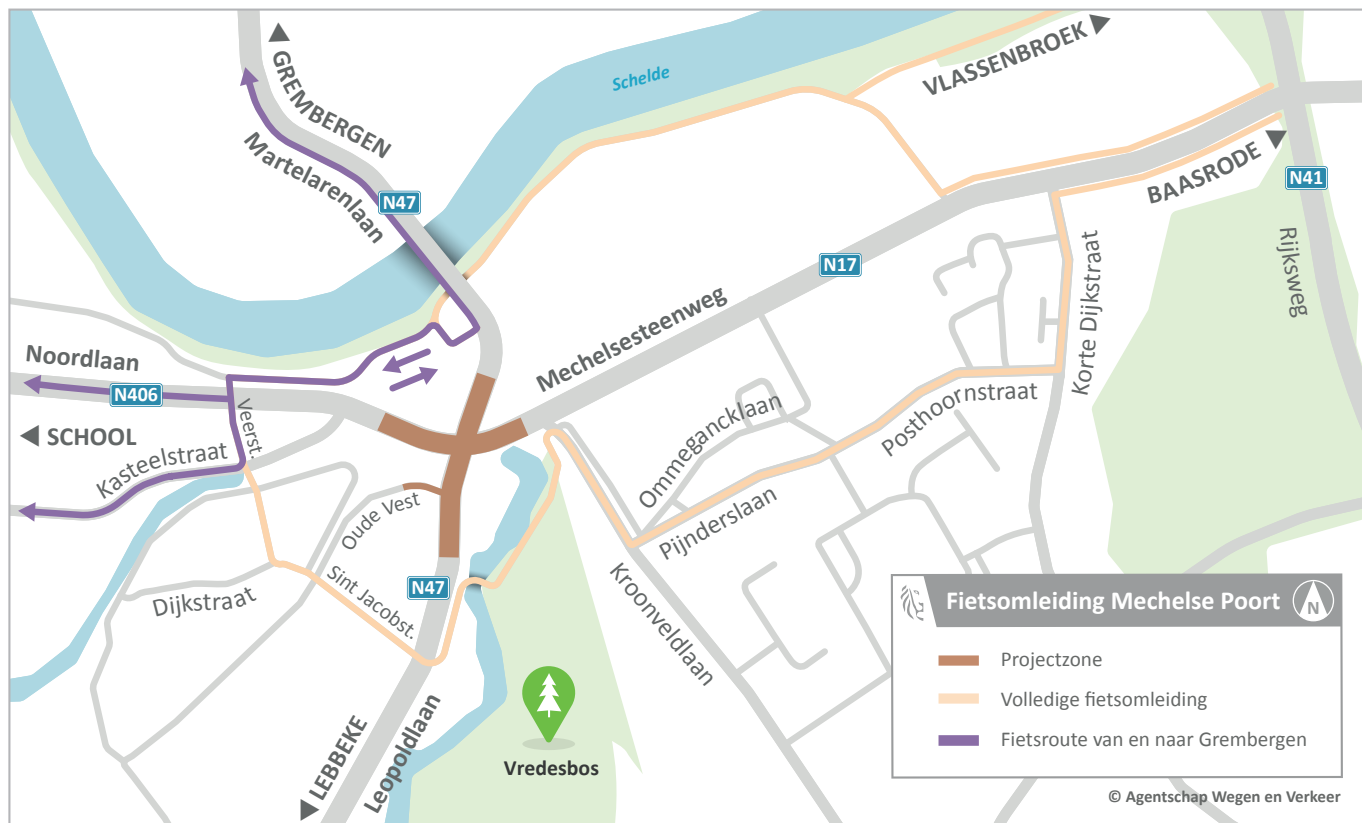 GREMBERGEN
Martelarenlaan
N47
Schelde
VLASSENBROEK
BAASRODE
N41
Rijksweg
N17
Mechelsesteenweg
Korte Dijkstraat
Noordlaan
N406
SCHOOL
Veerst.
Kasteelstraat
Ommegancklaan
Posthoornstraat
Pijnderslaan
Oude Vest
Dijkstraat
Sint Jacobst.
N47
Kroonveldlaan
LEBBEKE
Leopoldlaan
Vredesbos
Fietsomleiding Mechelse Poort
N
Projectzone
Volledige fietsomleiding
Fietsroute van en naar Grembergen
© Agentschap Wegen en Verkeer